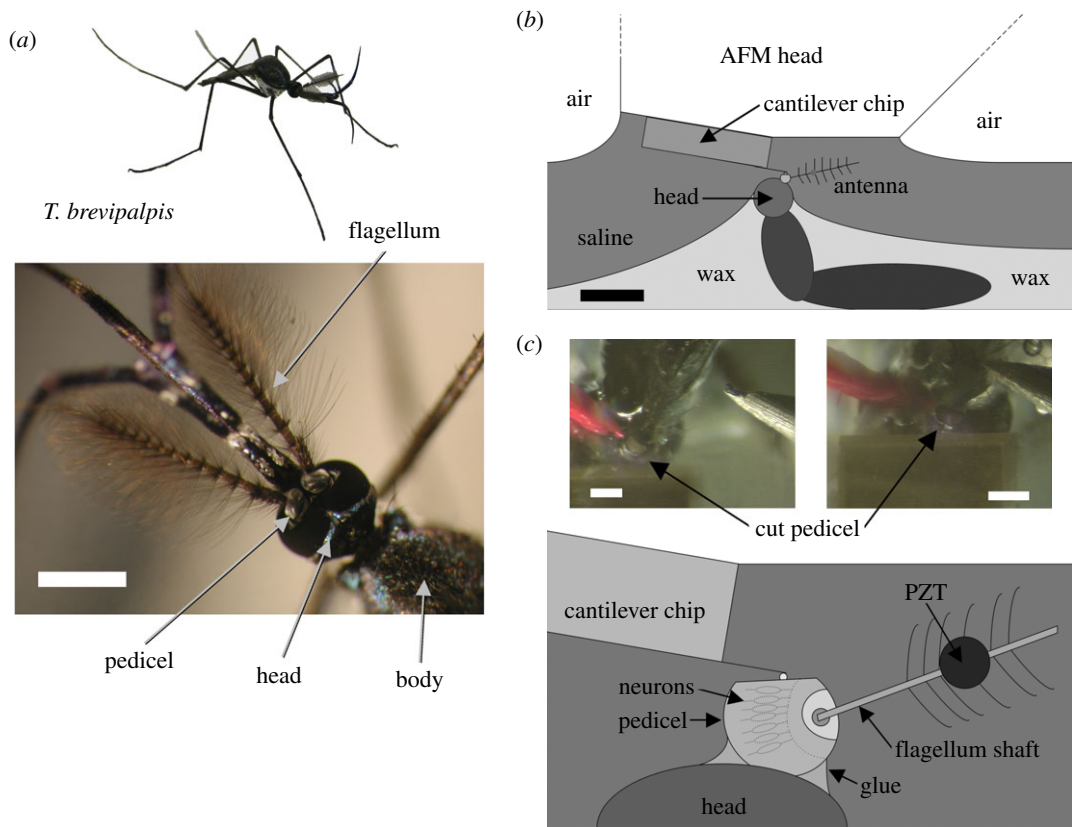 (a)
T. brevipalpis
flagellum
pedicel
head
body
(b)
AFM head
air
cantilever chip
air
antenna
head
saline
wax
wax
(c)
cut pedicel
cantilever chip
PZT
neurons
pedicel
flagellum shaft
glue
head